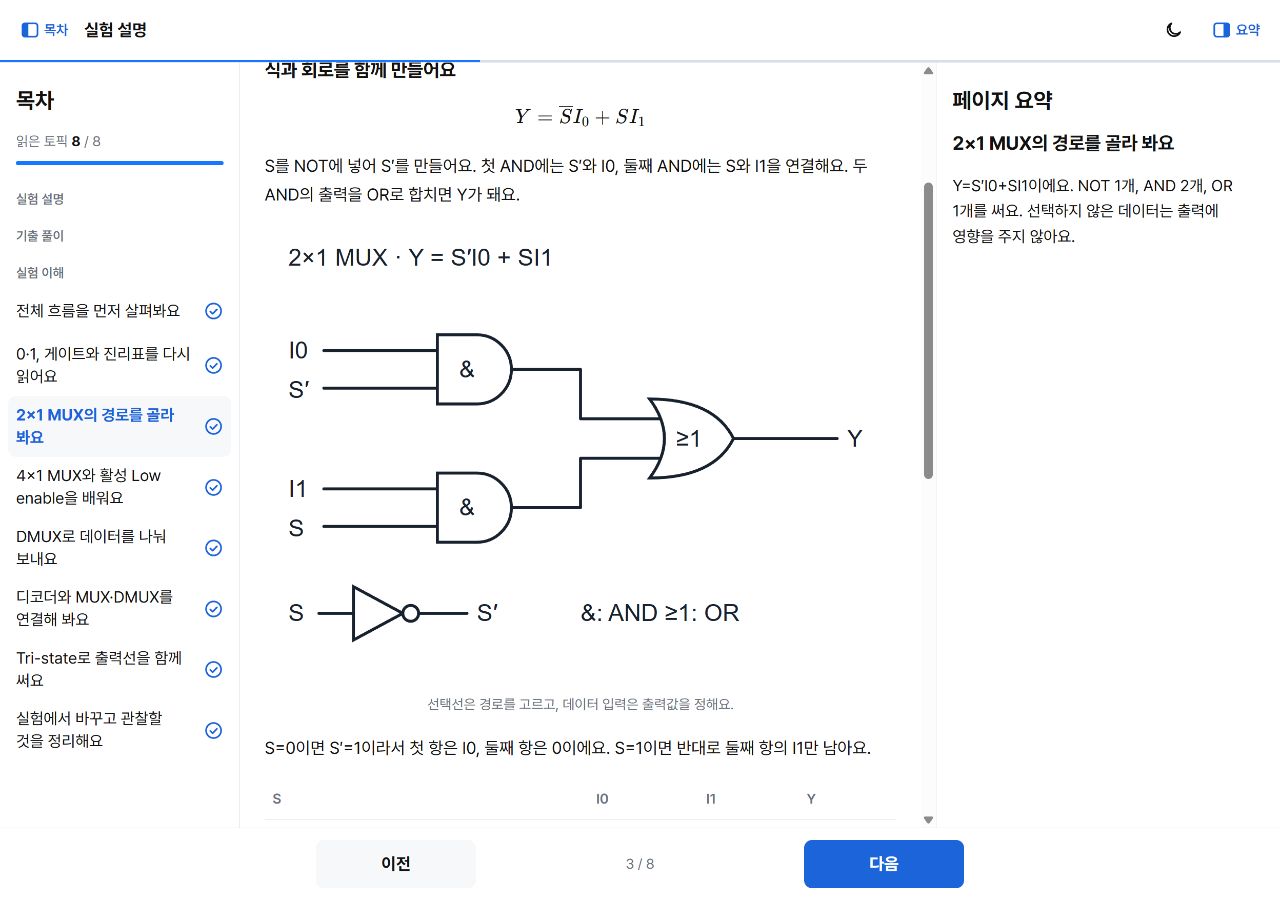 목차
실험 설명
요약
목차
읽은 토픽 8 / 8
실험 설명
기출 풀이
실험 이해
전체 흐름을 먼저 살펴봐요
0·1, 게이트와 진리표를 다시
읽어요
2×1 MUX의 경로를 골라
봐요
4×1 MUX와 활성 Low
enable을 배워요
DMUX로 데이터를 나눠
보내요
디코더와 MUX·DMUX를
연결해 봐요
Tri-state로 출력선을 함께
써요
실험에서 바꾸고 관찰할
것을 정리해요
식과 회로를 함께 만들어요
Y = S̅I₀ + SI₁
S를 NOT에 넣어 S′를 만들어요. 첫 AND에는 S′와 I0, 둘째 AND에는 S와 I1을 연결해요. 두
AND의 출력을 OR로 합치면 Y가 돼요.
2×1 MUX · Y = S′I0 + SI1
I0
S′
&
≥1
Y
I1
S
&
S
S′
&: AND ≥1: OR
선택선은 경로를 고르고, 데이터 입력은 출력값을 정해요.
S=0이면 S′=1이라서 첫 항은 I0, 둘째 항은 0이에요. S=1이면 반대로 둘째 항의 I1만 남아요.
S I0 I1 Y
페이지 요약
2×1 MUX의 경로를 골라 봐요
Y=S′I0+SI1이에요. NOT 1개, AND 2개, OR
1개를 써요. 선택하지 않은 데이터는 출력에
영향을 주지 않아요.
이전
3 / 8
다음